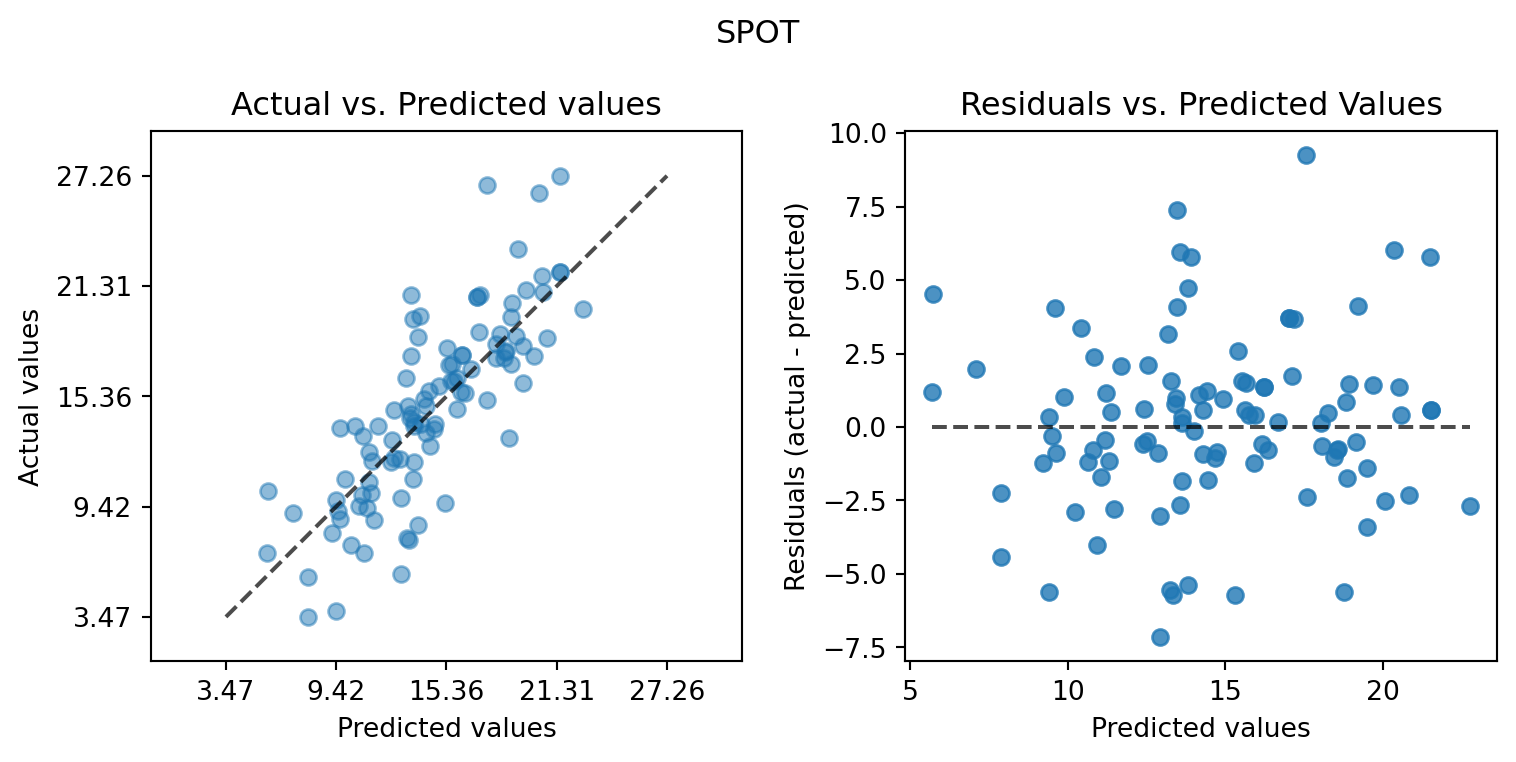 SPOT
Actual vs. Predicted values
27.26
21.31
15.36
9.42
3.47
Actual values
3.47 9.42 15.36 21.31 27.26
Predicted values
Residuals vs. Predicted Values
10.0
7.5
5.0
2.5
0.0
−2.5
−5.0
−7.5
Residuals (actual - predicted)
5 10 15 20
Predicted values